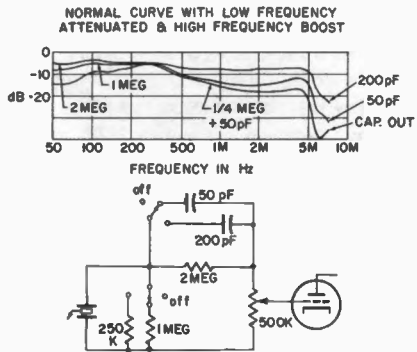 NORMAL CURVE WITH LOW FREQUENCY
ATTENUATED & HIGH FREQUENCY BOOST
0
-10
dB -20
2 MEG
1 MEG
1/4 MEG
+ 50pF
200pF
50pF
CAP. OUT
50 100 200 500 1M 2M 5M 10M
FREQUENCY IN Hz
off
50 pF
200pF
2MEG
off
250
K
1MEG
500K